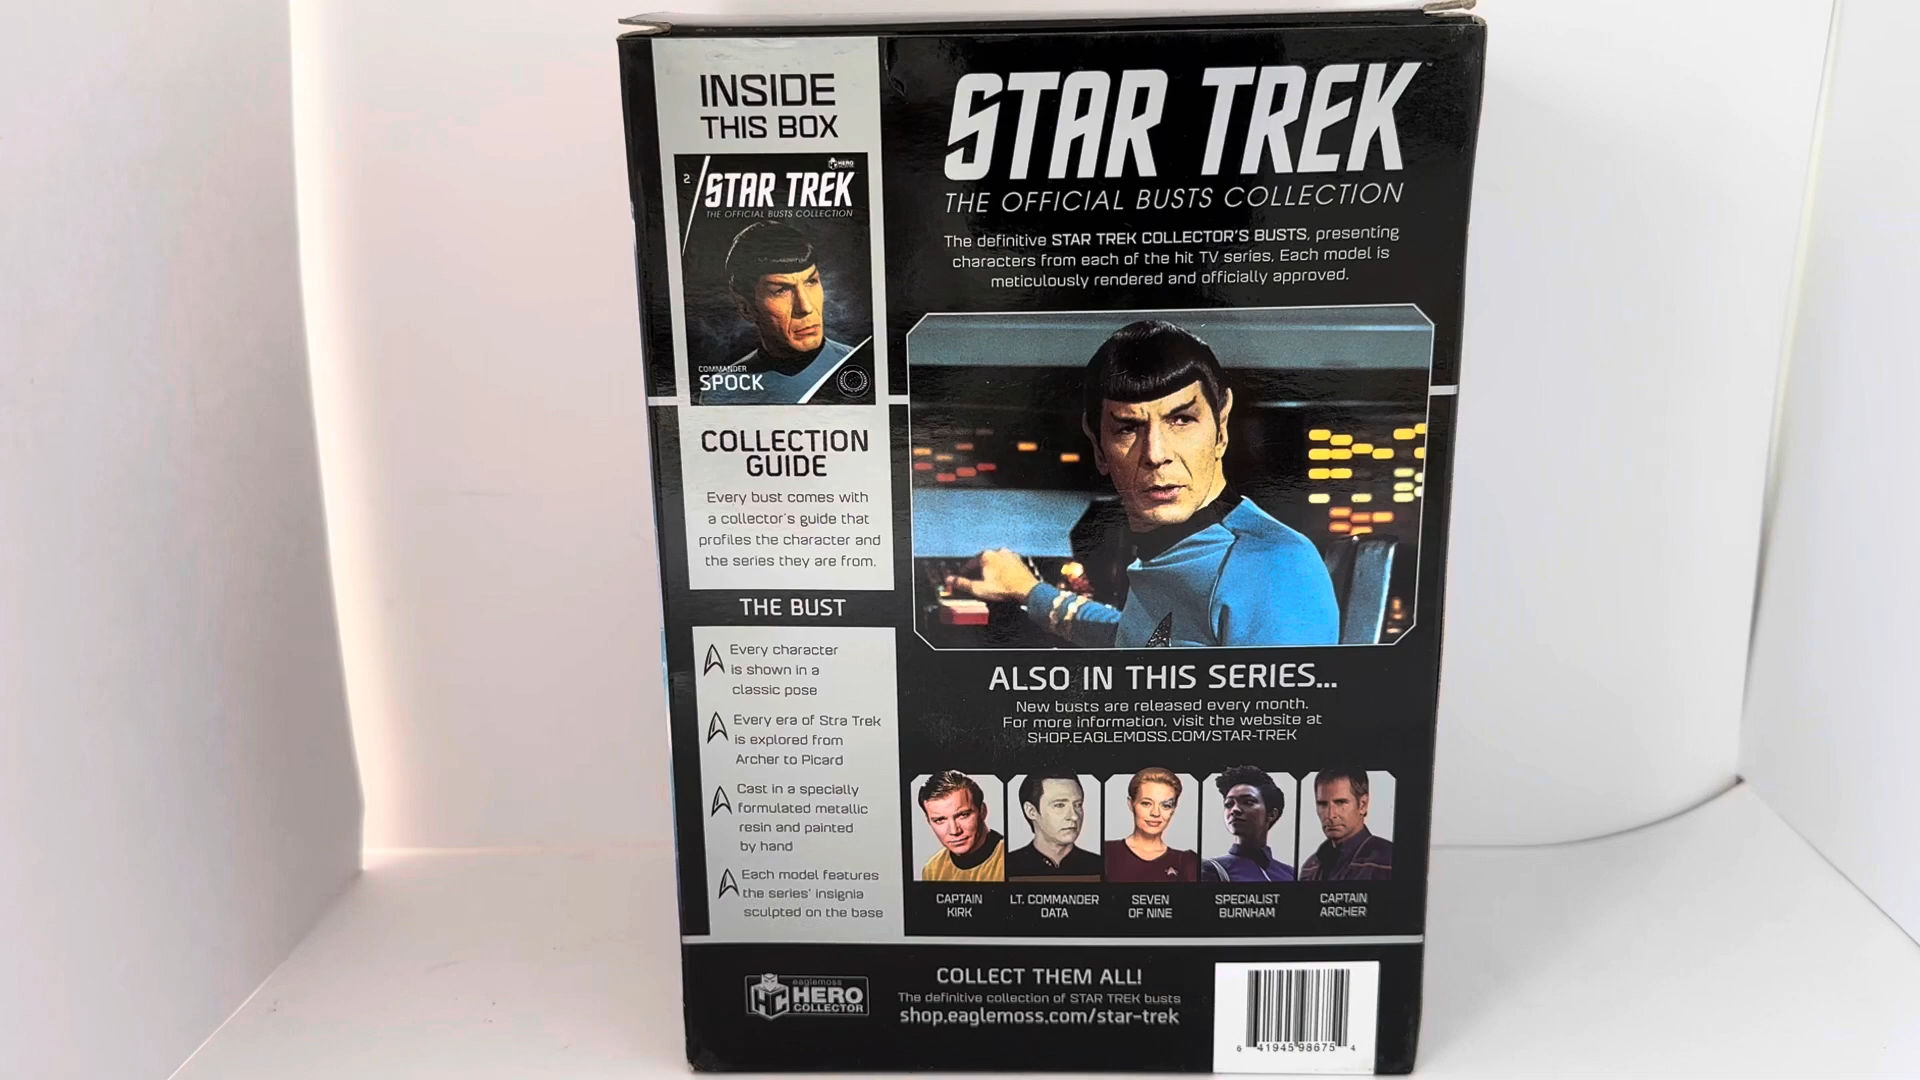 INSIDE
THIS BOX
HERO
2
STAR TREK
THE OFFICIAL BUSTS COLLECTION
COMMANDER
SPOCK
COLLECTION
GUIDE
Every bust comes with
a collector's guide that
profiles the character and
the series they are from.
THE BUST
Every character
is shown in a
classic pose
Every era of Stra Trek
is explored from
Archer to Picard
Cast in a specially
formulated metallic
resin and painted
by hand
Each model features
the series' insignia
sculpted on the base
STAR TREK
THE OFFICIAL BUSTS COLLECTION
The definitive STAR TREK COLLECTOR'S BUSTS, presenting
characters from each of the hit TV series. Each model is
meticulously rendered and officially approved.
ALSO IN THIS SERIES...
New busts are released every month.
For more information, visit the website at
SHOP.EAGLEMOSS.COM/STAR-TREK
CAPTAIN
KIRK
LT. COMMANDER
DATA
SEVEN
OF NINE
SPECIALIST
BURNHAM
CAPTAIN
ARCHER
eaglemoss
HC HERO
COLLECTOR
COLLECT THEM ALL!
The definitive collection of STAR TREK busts
shop.eaglemoss.com/star-trek
6 41945 98675 4